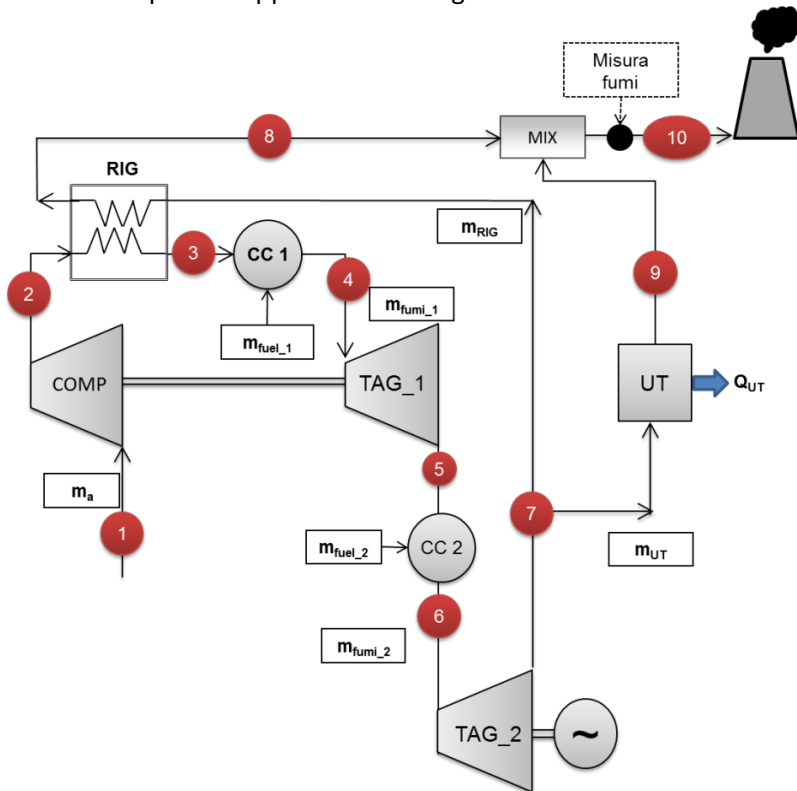 Misura
fumi
8
MIX
10
RIG
m_RIG
3
CC 1
4
9
2
m_fumi_1
m_fuel_1
COMP
TAG_1
UT
Q_UT
5
m_a
1
m_fuel_2
CC 2
7
m_UT
6
m_fumi_2
TAG_2
~